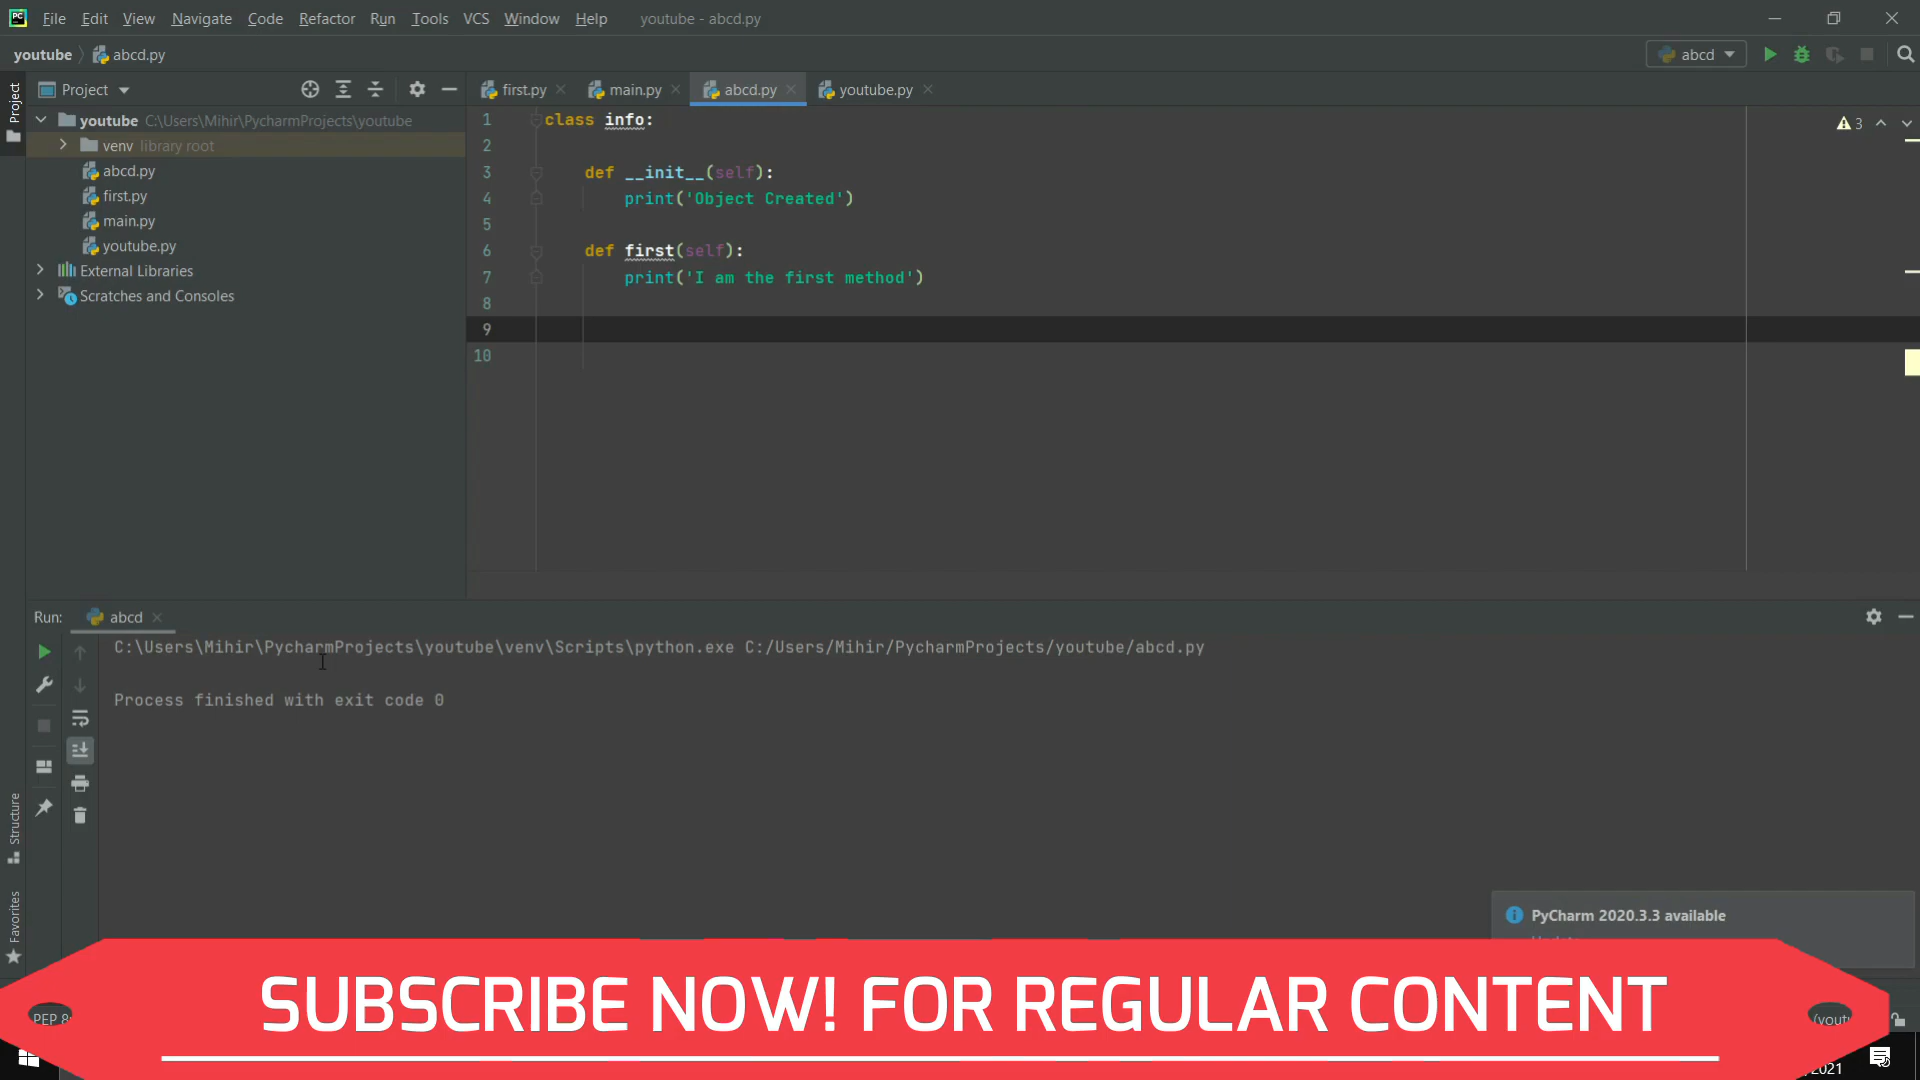 File Edit View Navigate Code Refactor Run Tools VCS Window Help youtube - abcd.py
youtube abcd.py abcd
Project first.py main.py abcd.py youtube.py
Project
youtube C:\Users\Mihir\PycharmProjects\youtube
venv library root
abcd.py
first.py
main.py
youtube.py
External Libraries
Scratches and Consoles
1 class info:
2
3 def __init__(self):
4 print('Object Created')
5
6 def first(self):
7 print('I am the first method')
8
9
10
3
Run: abcd
C:\Users\Mihir\PycharmProjects\youtube\venv\Scripts\python.exe C:/Users/Mihir/PycharmProjects/youtube/abcd.py
Process finished with exit code 0
Structure
Favorites
PyCharm 2020.3.3 available
SUBSCRIBE NOW! FOR REGULAR CONTENT
PEP 8
(yout
2021